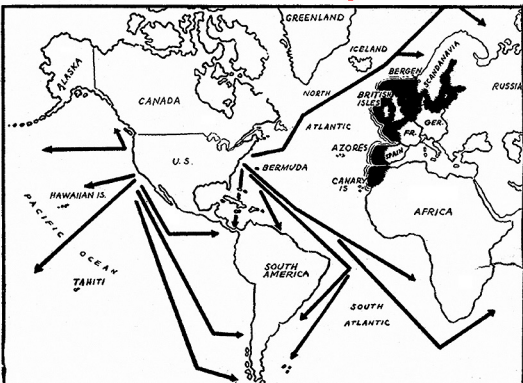 GREENLAND
ICELAND
SCANDANAVIA
BERGEN
ALASKA
RUSSIA
BRITISH
ISLES
CANADA
NORTH
ATLANTIC
GER.
FR.
U.S.
AZORES
SPAIN
BERMUDA
CANARY
IS
HAWAIIAN IS.
AFRICA
PACIFIC
OCEAN
TAHITI
SOUTH
AMERICA
SOUTH
ATLANTIC